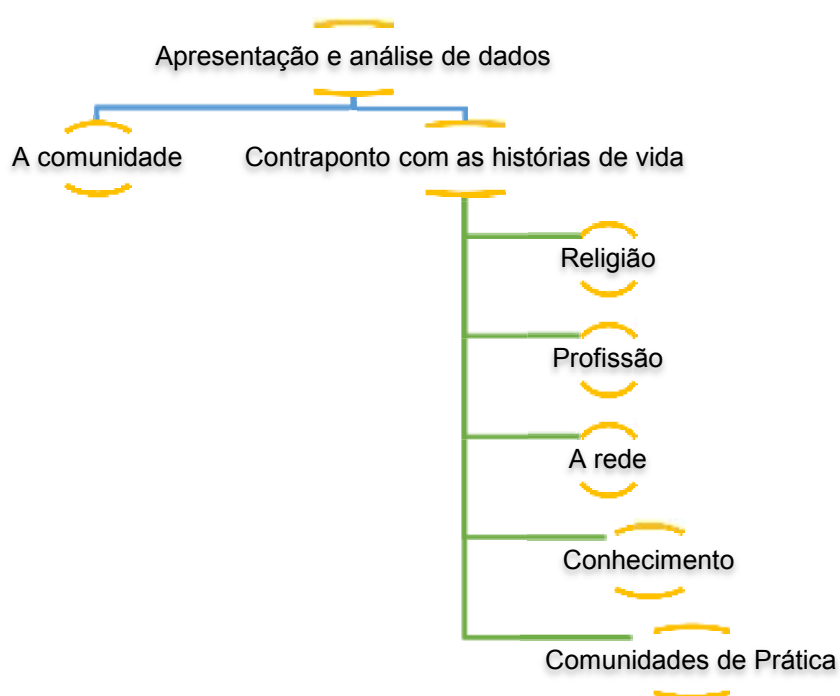 Apresentação e análise de dados
A comunidade
Contraponto com as histórias de vida
Religião
Profissão
A rede
Conhecimento
Comunidades de Prática